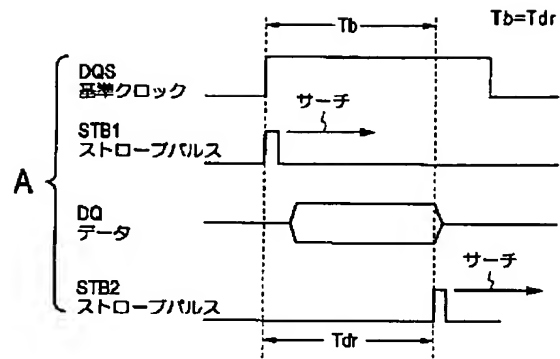 Tb
Tb=Tdr
DQS
基準クロック
サーチ
STB1
ストローブパルス
A
DQ
データ
サーチ
STB2
ストローブパルス
Tdr